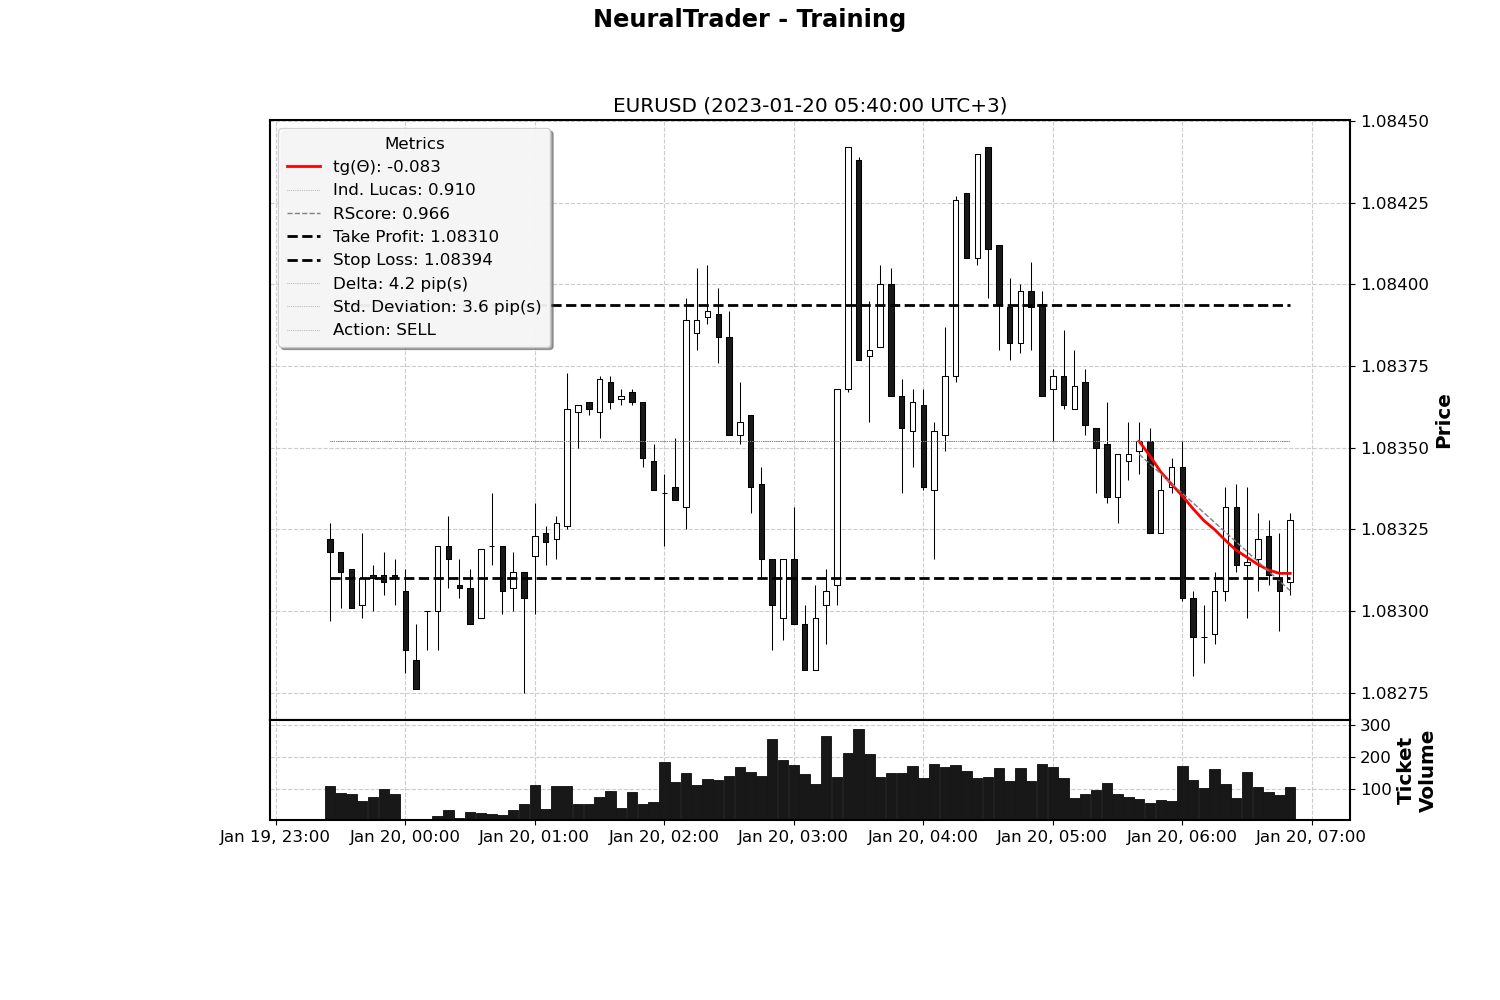 NeuralTrader - Training
EURUSD (2023-01-20 05:40:00 UTC+3)
Metrics
tg(Θ): -0.083
Ind. Lucas: 0.910
RScore: 0.966
Take Profit: 1.08310
Stop Loss: 1.08394
Delta: 4.2 pip(s)
Std. Deviation: 3.6 pip(s)
Action: SELL
1.08450
1.08425
1.08400
1.08375
1.08350
1.08325
1.08300
1.08275
Price
300
200
100
Ticket
Volume
Jan 19, 23:00
Jan 20, 00:00
Jan 20, 01:00
Jan 20, 02:00
Jan 20, 03:00
Jan 20, 04:00
Jan 20, 05:00
Jan 20, 06:00
Jan 20, 07:00